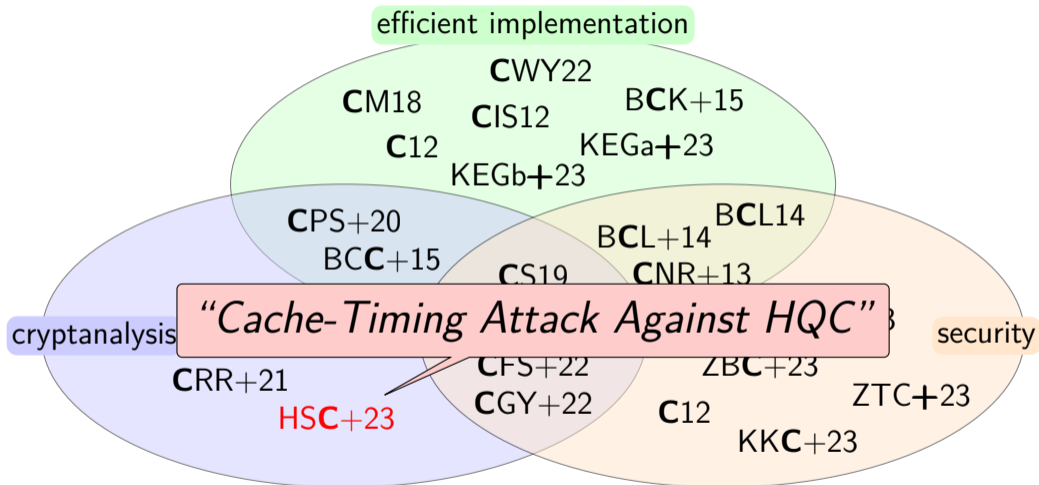 efficient implementation
CWY22
CM18
BCK+15
CIS12
C12
KEGa+23
KEGb+23
CPS+20
BCL14
BCL+14
BCC+15
CS19
CNR+13
“Cache-Timing Attack Against HQC”
cryptanalysis
security
CFS+22
ZBC+23
CRR+21
ZTC+23
CGY+22
HSC+23
C12
KKC+23